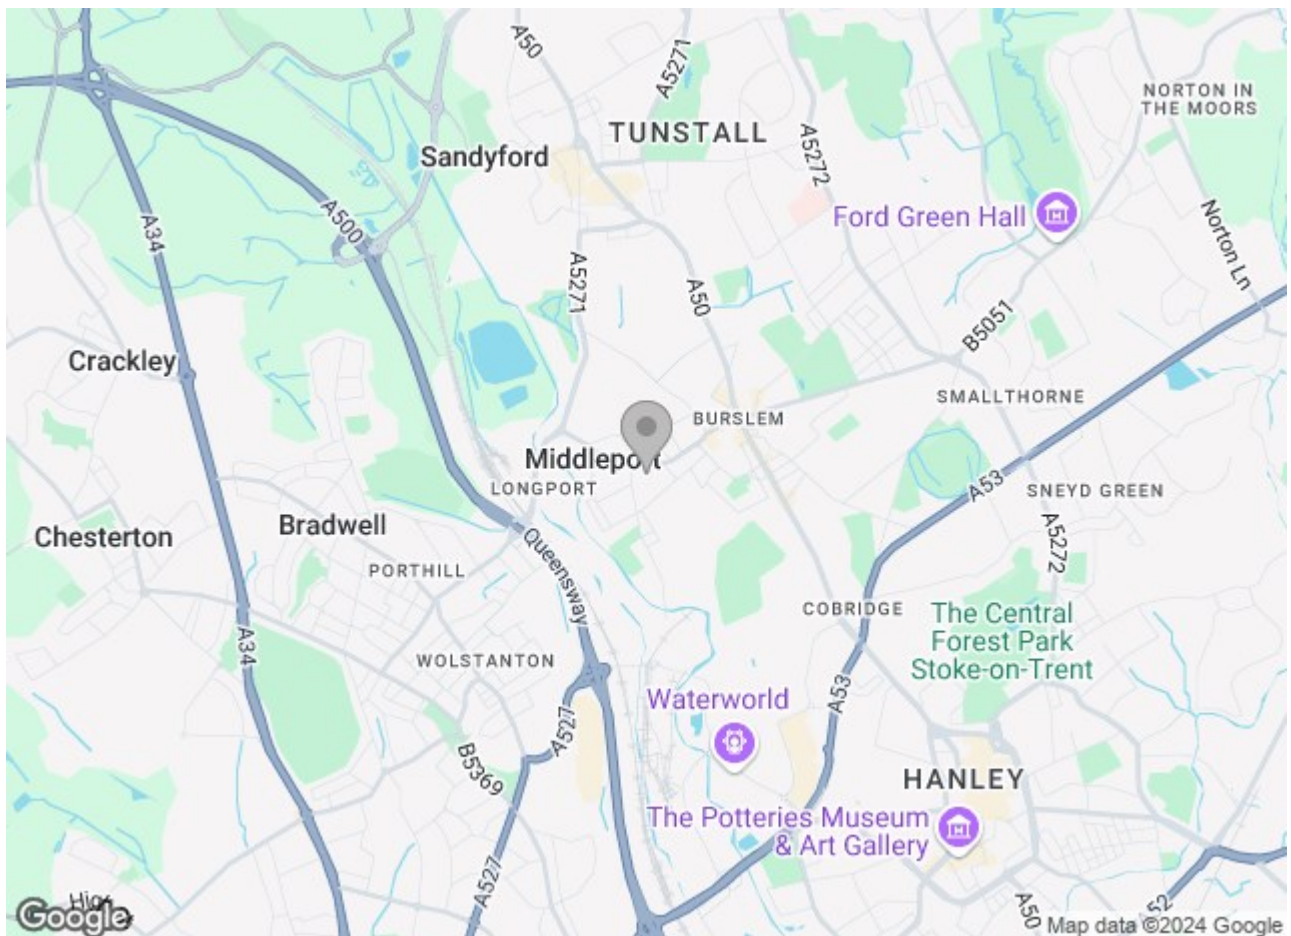 A50
A5271
NORTON IN
THE MOORS
TUNSTALL
A5272
Sandyford
A34
A500
Ford Green Hall
Norton Ln
A5271
A50
B5051
Crackley
SMALLTHORNE
BURSLEM
Middleport
LONGPORT
A53
SNEYD GREEN
Chesterton
Bradwell
Queensway
A5272
PORTHILL
COBRIDGE
The Central
Forest Park
Stoke-on-Trent
A34
WOLSTANTON
A53
Waterworld
A527
B5369
HANLEY
The Potteries Museum
& Art Gallery
A527
A50
A52
Google
Map data ©2024 Google